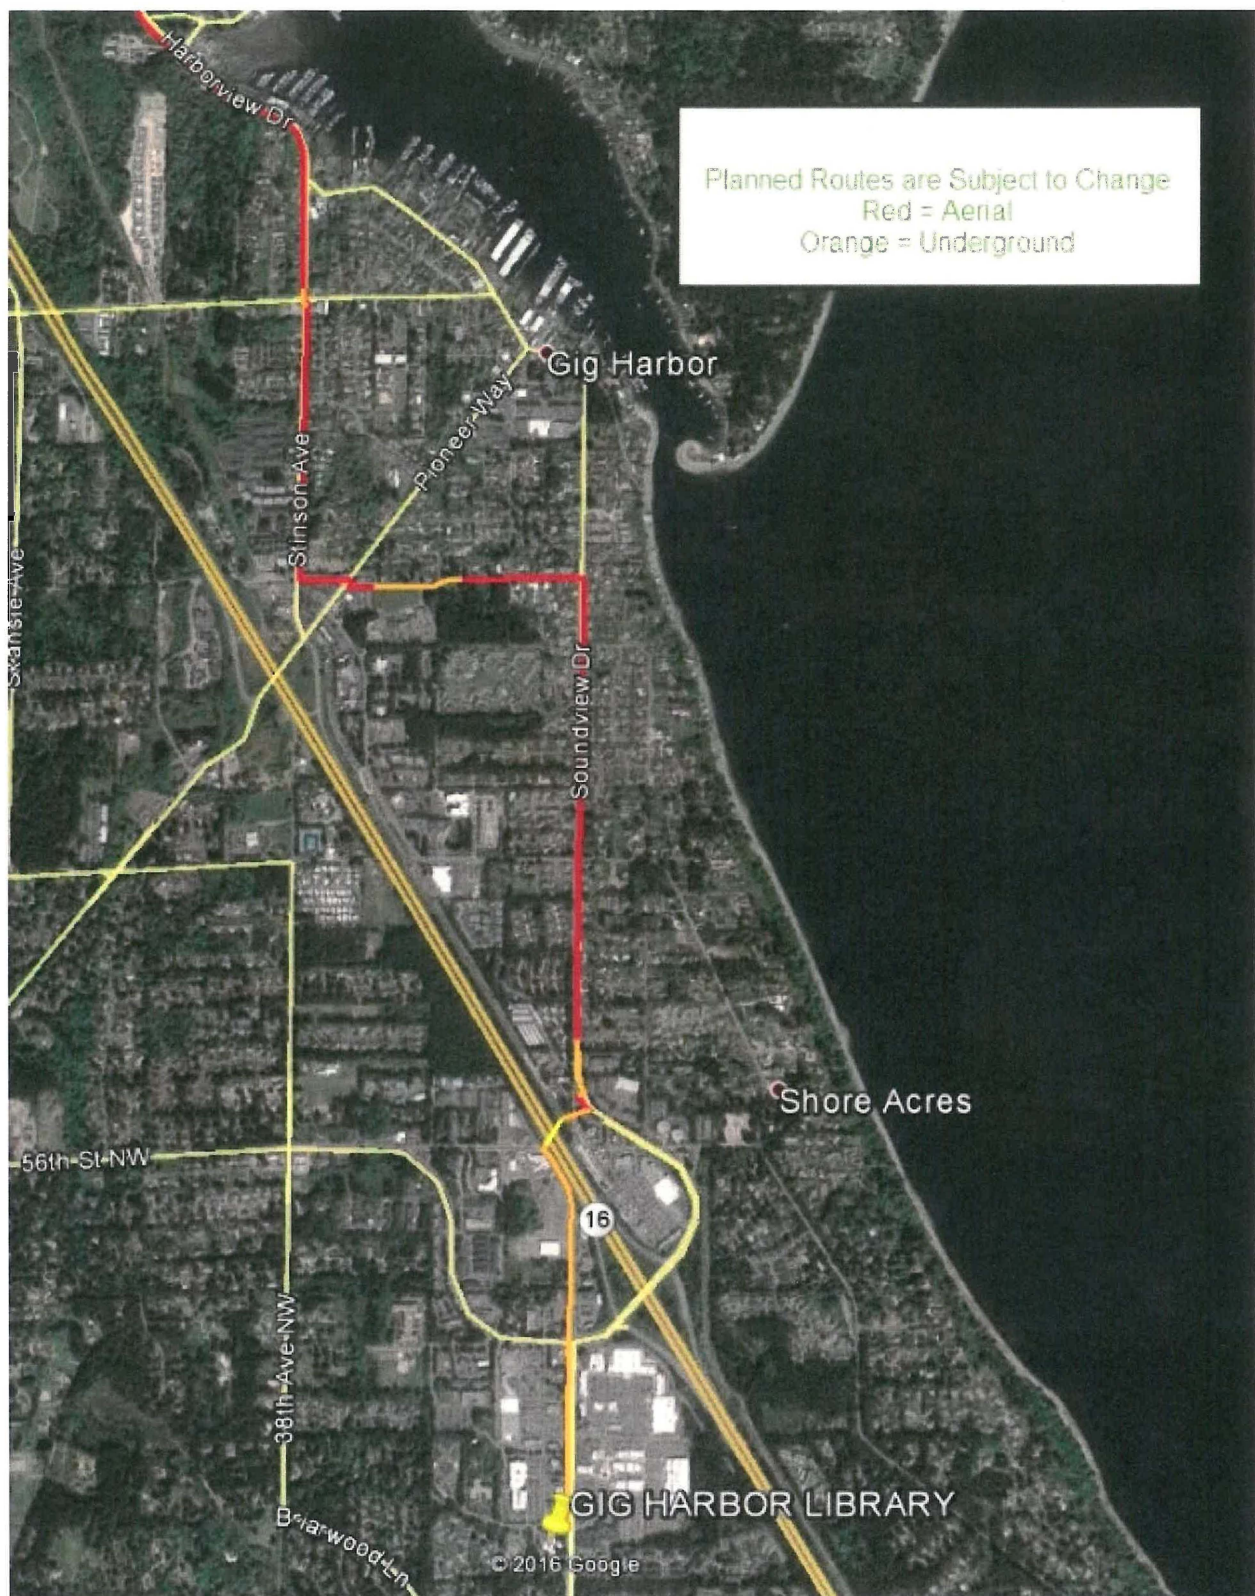 Harborview Dr
Planned Routes are Subject to Change
Red = Aerial
Orange = Underground
Gig Harbor
Pioneer Way
Stinson Ave
Skansie Ave
Soundview Dr
Shore Acres
56th St NW
16
38th Ave NW
GIG HARBOR LIBRARY
Briarwood Ln
© 2016 Google